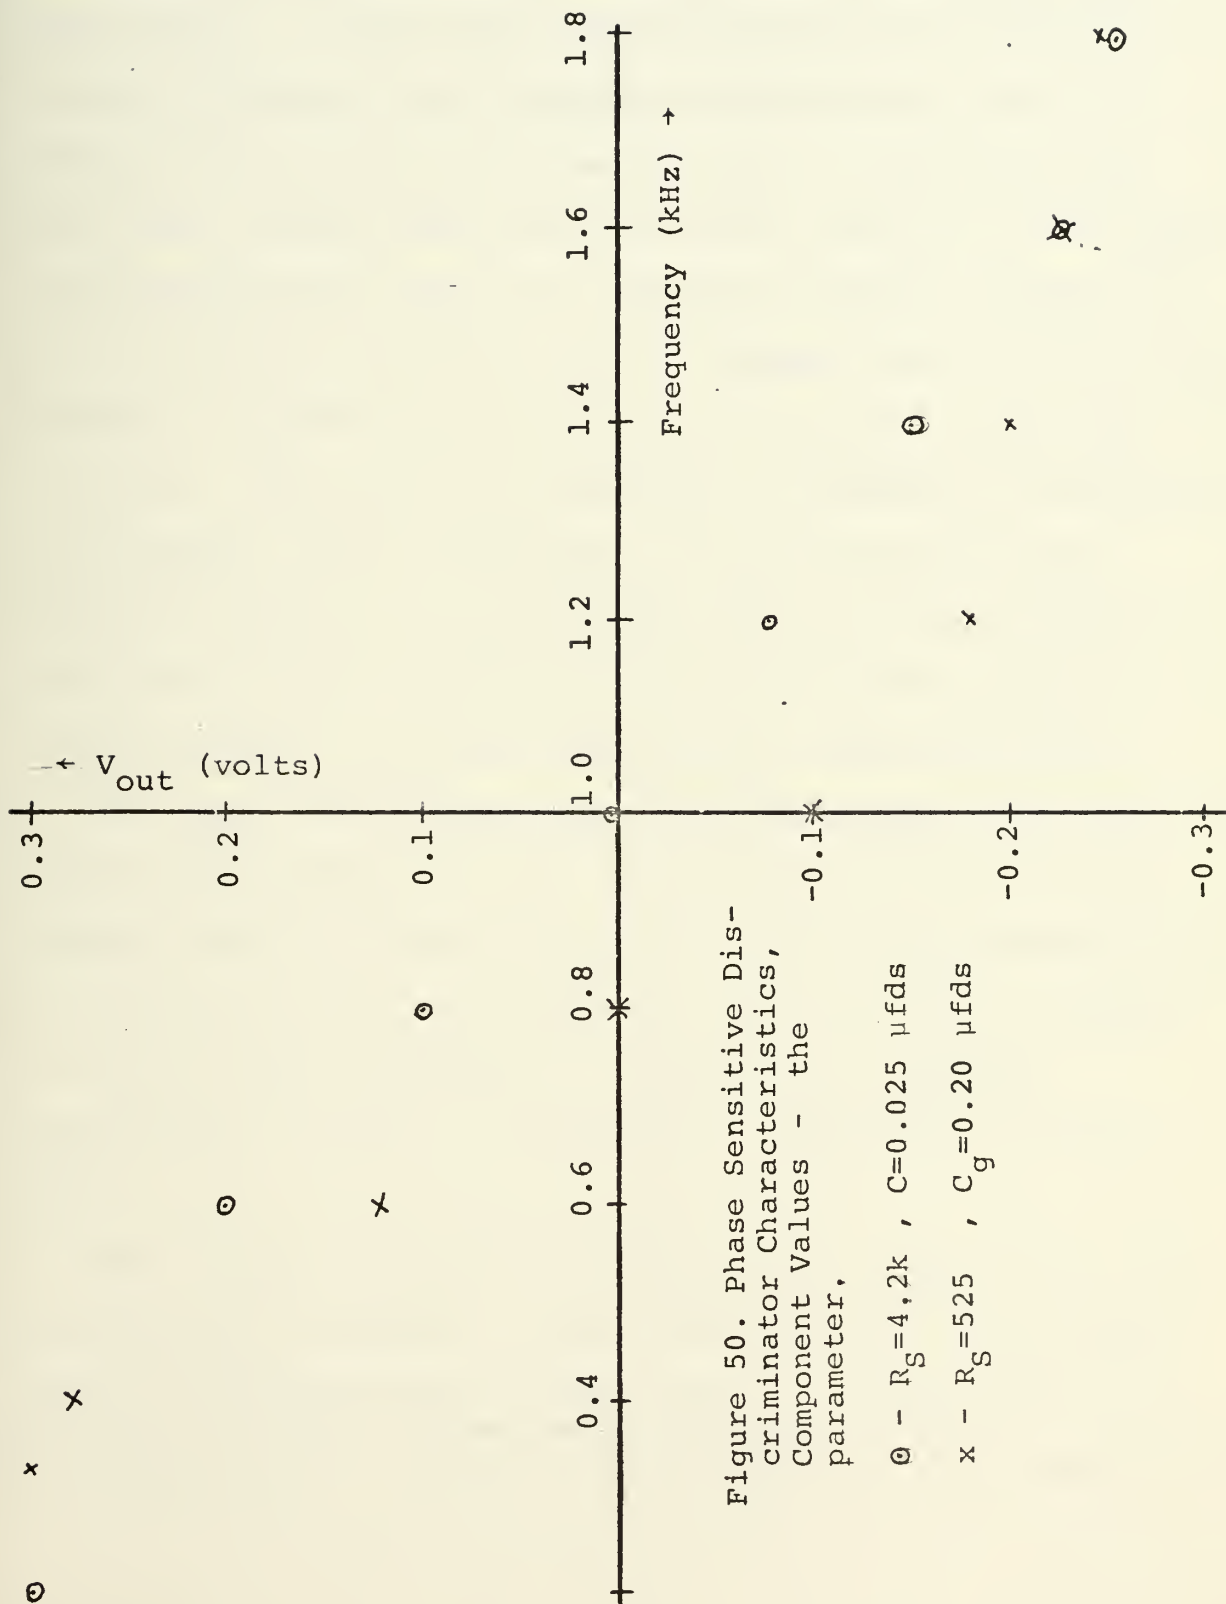 ← V_out (volts)
0.3
0.2
0.1
-0.1
-0.2
-0.3
0.4
0.6
0.8
1.0
1.2
1.4
1.6
1.8
Frequency (kHz) →
Figure 50. Phase Sensitive Dis-
criminator Characteristics,
Component Values - the
parameter.
⊙ - R_S=4.2k , C=0.025 µfds
x - R_S=525 , C_g=0.20 µfds